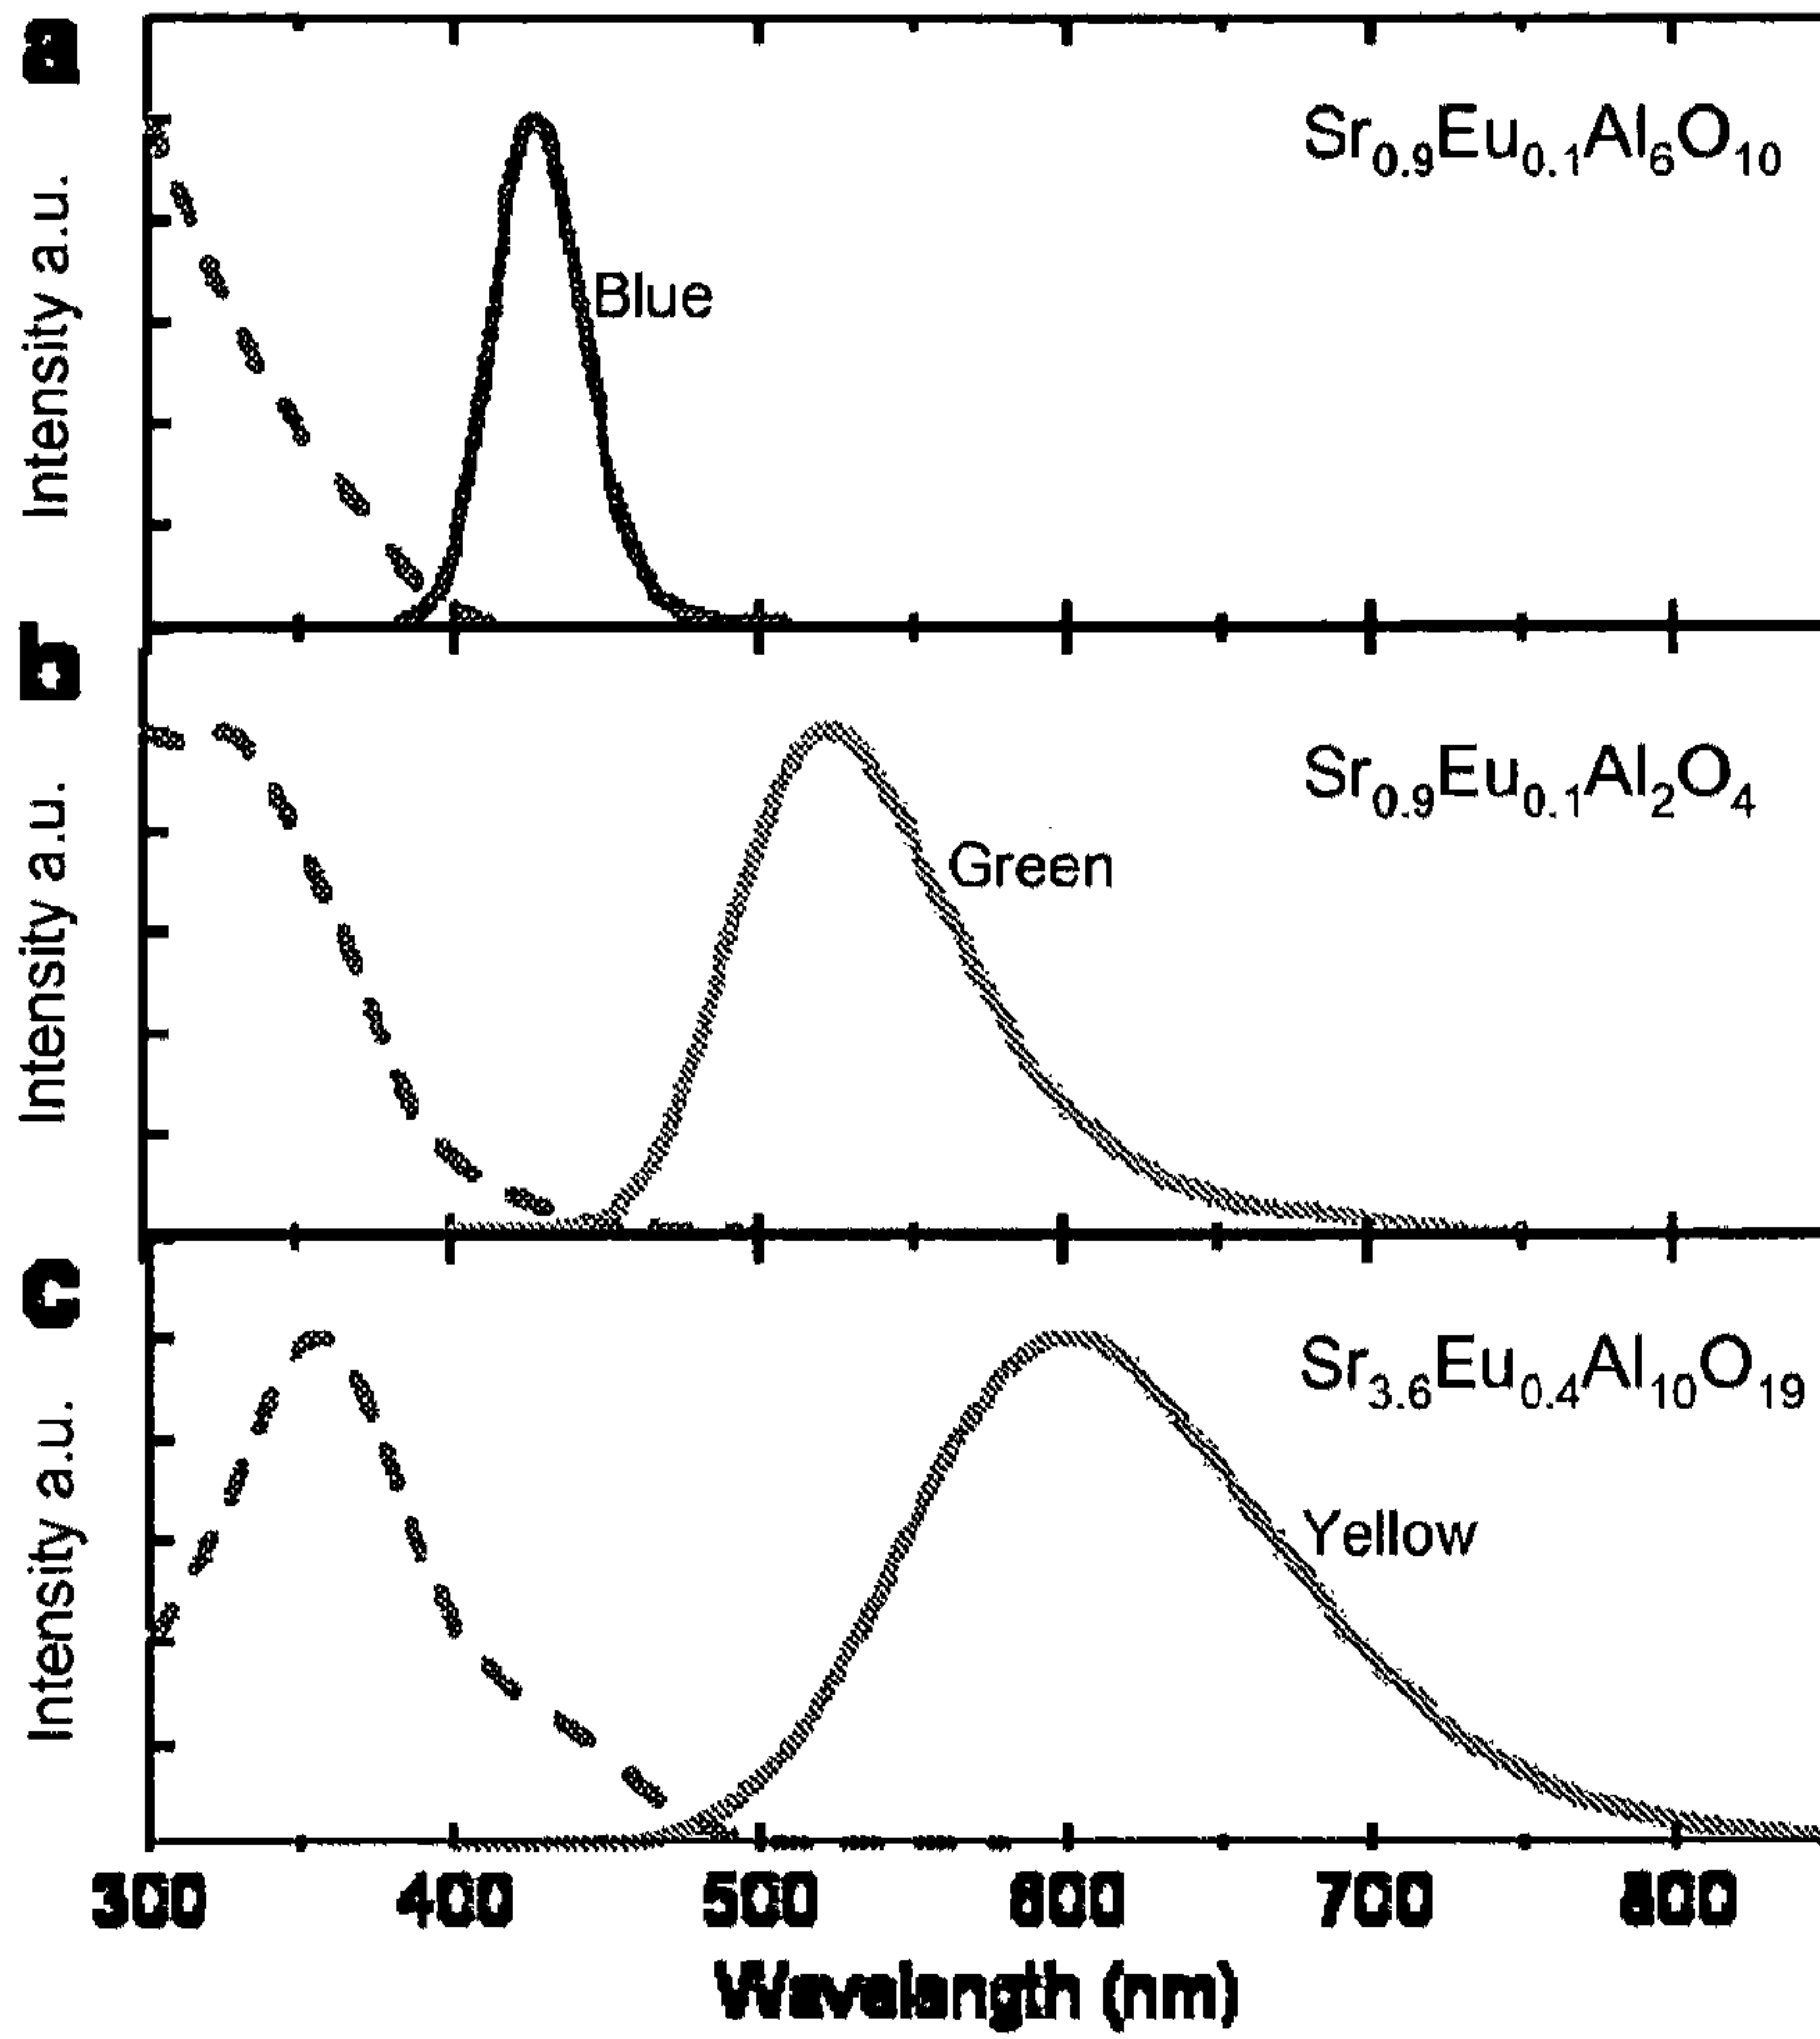 a
Intensity a.u.
Sr0.9Eu0.1Al6O10
Blue
b
Intensity a.u.
Sr0.9Eu0.1Al2O4
Green
c
Intensity a.u.
Sr3.6Eu0.4Al10O19
Yellow
300 400 500 600 700 800
Wavelength (nm)